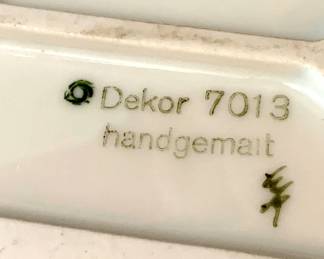 Dekor 7013
handgemalt